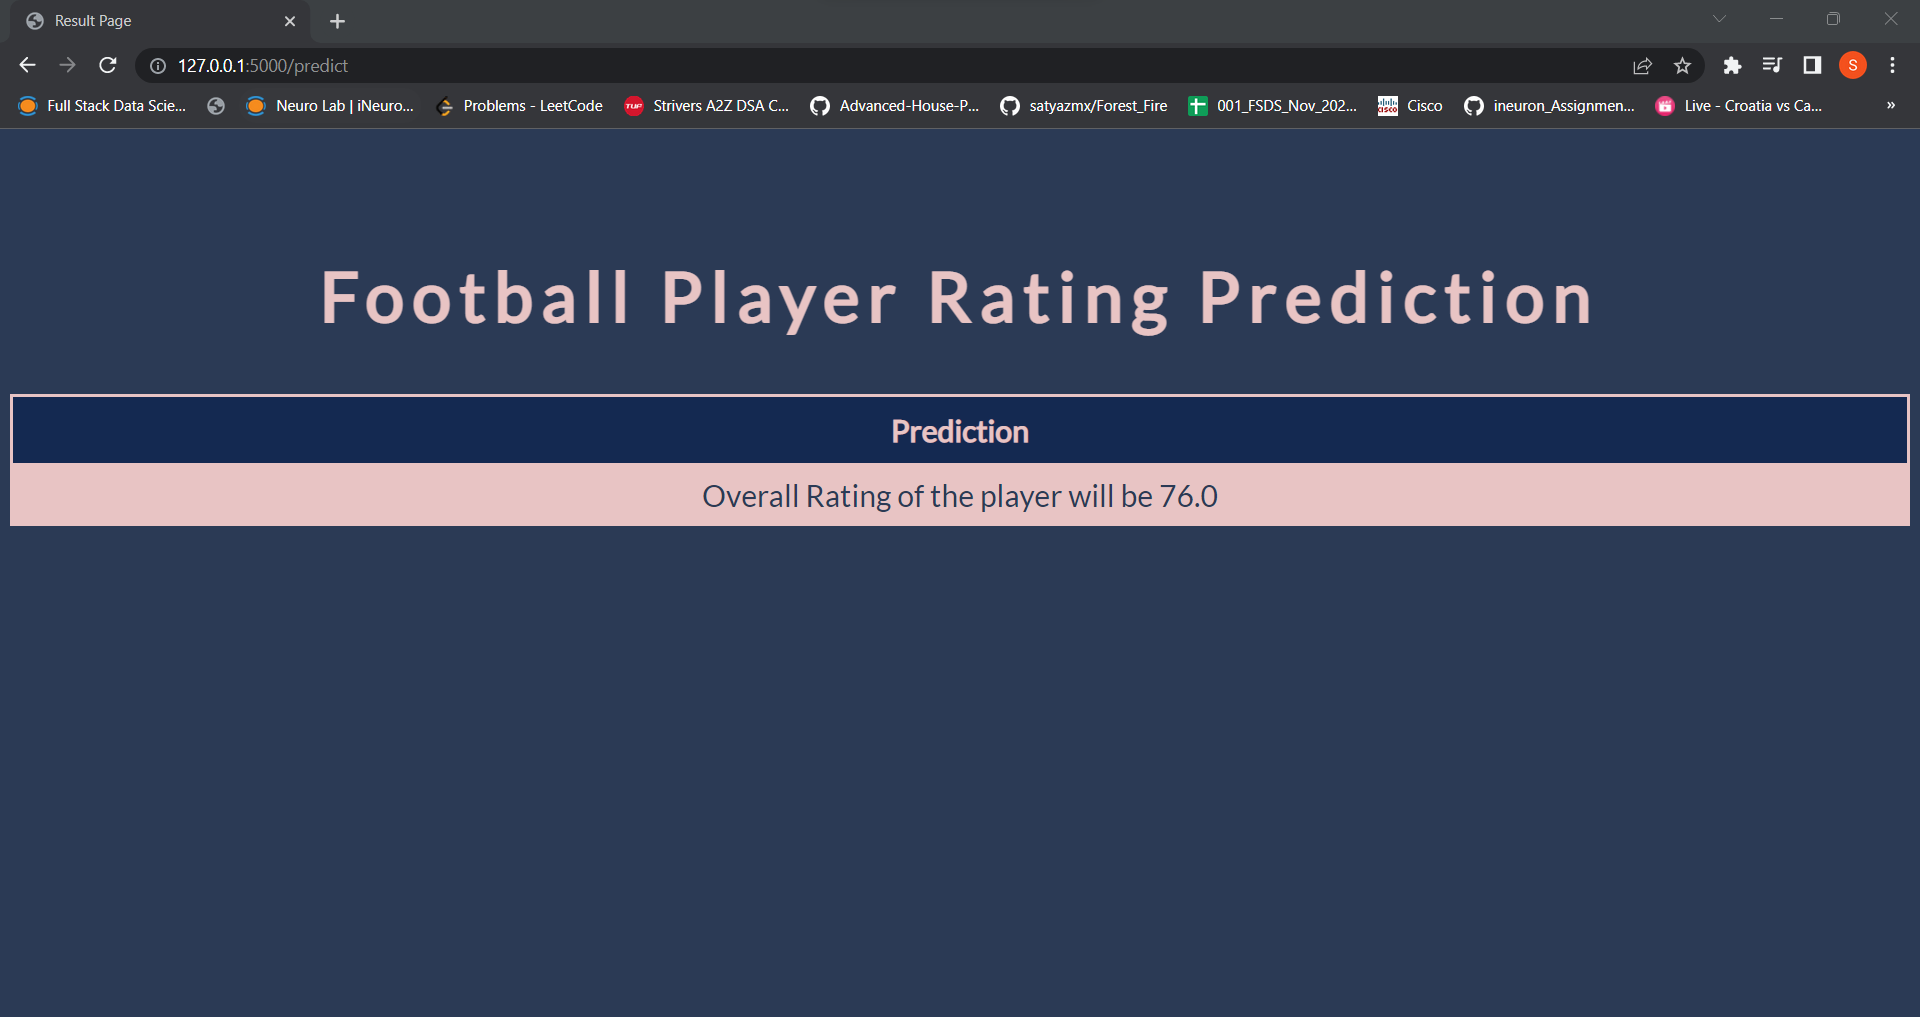 Result Page
127.0.0.1:5000/predict
S
Full Stack Data Scie...
Neuro Lab | iNeuro...
Problems - LeetCode
TUF Strivers A2Z DSA C...
Advanced-House-P...
satyazmx/Forest_Fire
001_FSDS_Nov_202...
cisco Cisco
ineuron_Assignmen...
Live - Croatia vs Ca...
»
Football Player Rating Prediction
Prediction
Overall Rating of the player will be 76.0